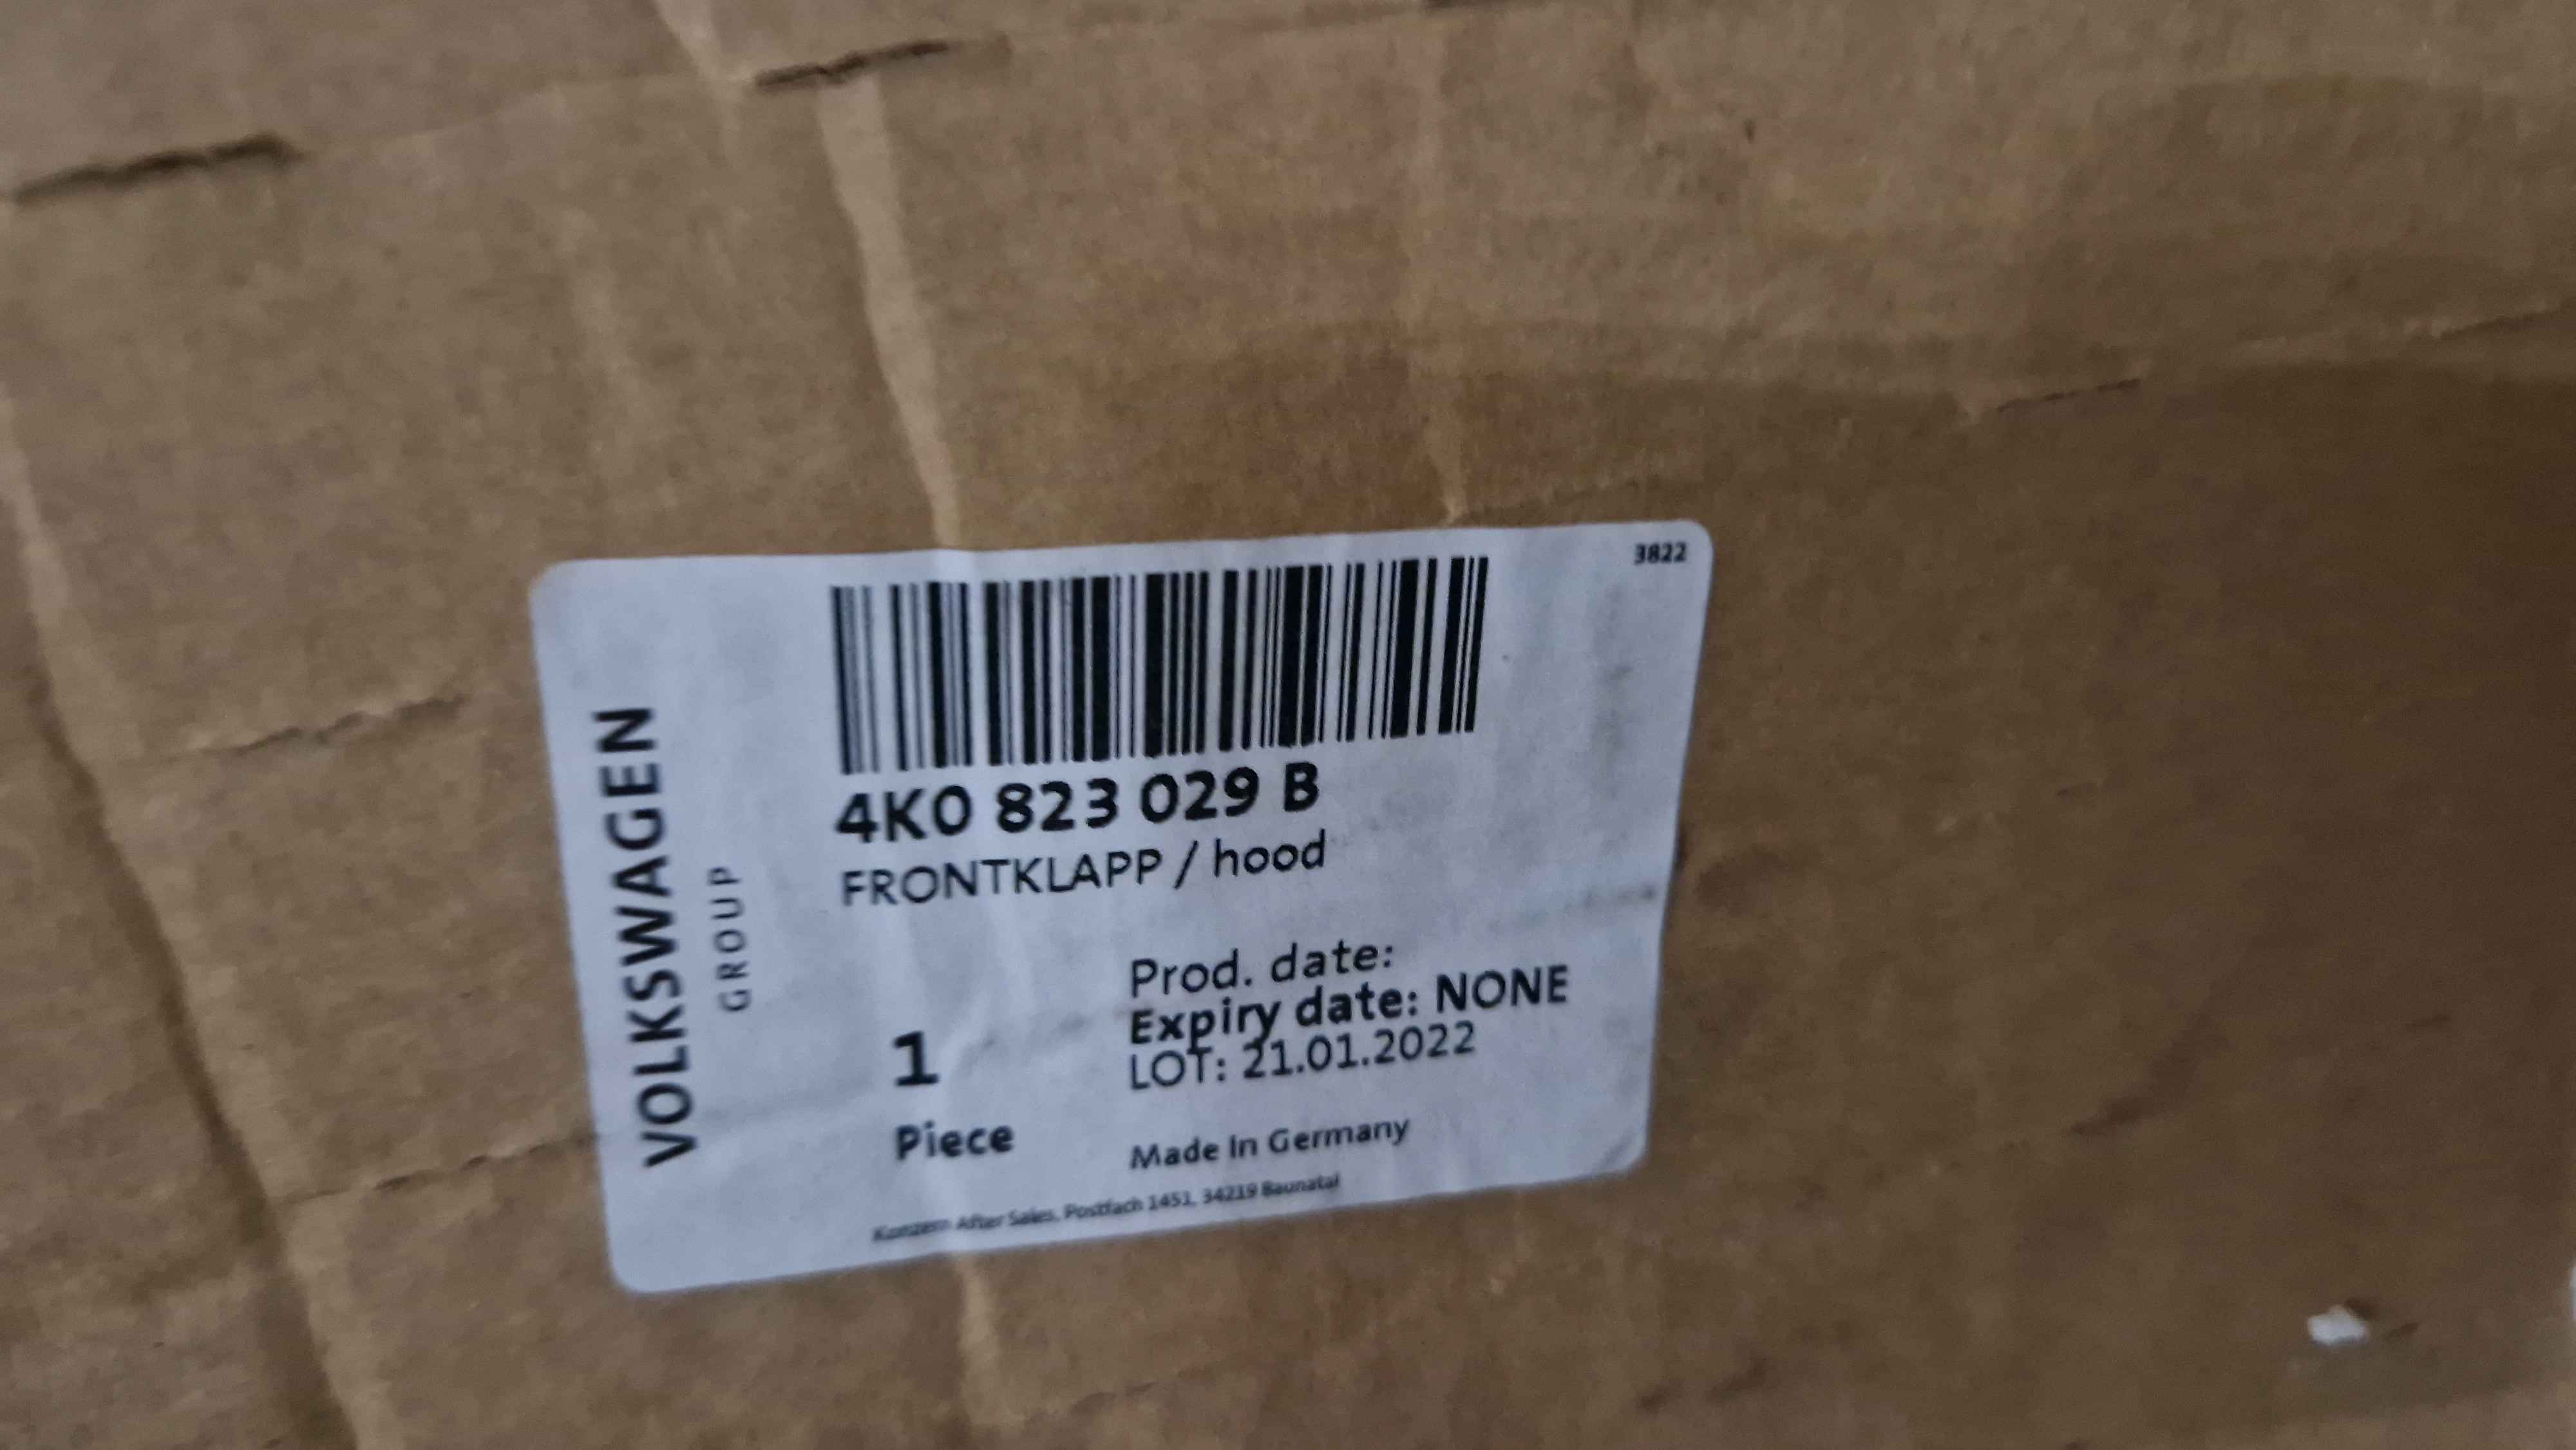 3822
VOLKSWAGEN
GROUP
4K0 823 029 B
FRONTKLAPP / hood
Prod. date:
Expiry date: NONE
LOT: 21.01.2022
1
Piece
Made In Germany
Konzern After Sales, Postfach 1451, 34219 Baunatal